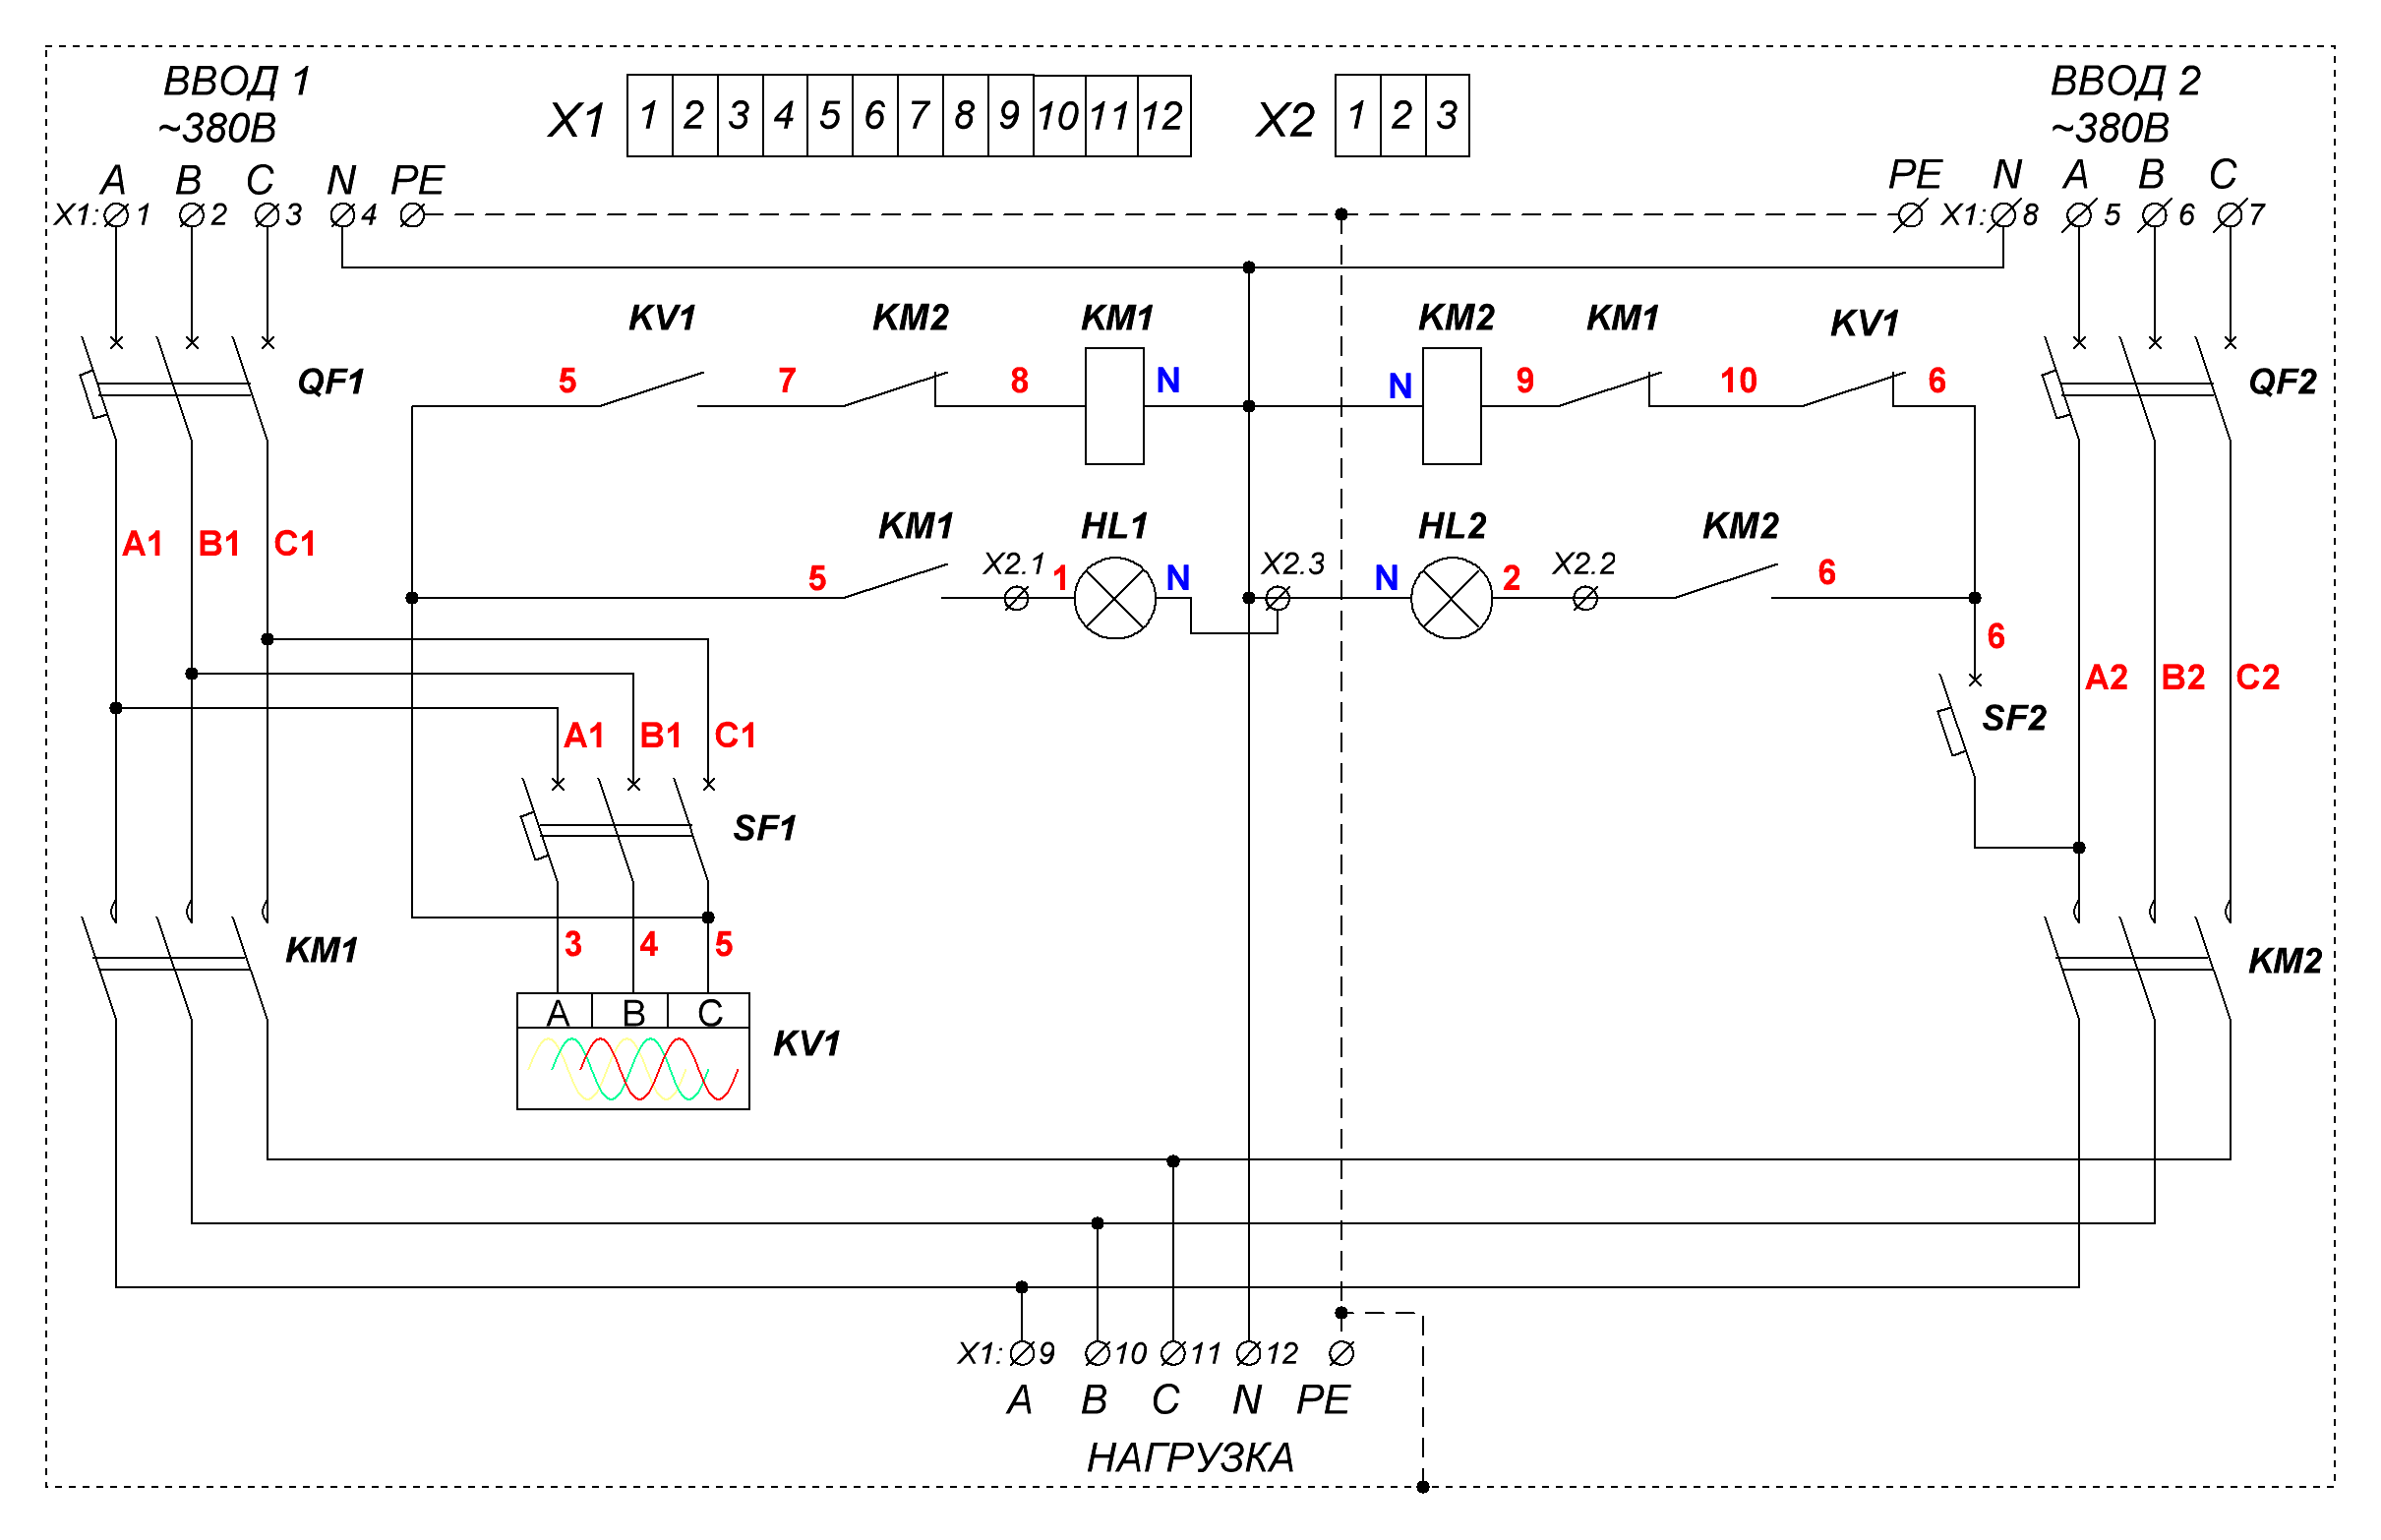 ВВОД 1
~380В
A B C N PE
X1: 1 2 3 4
X1 1 2 3 4 5 6 7 8 9 10 11 12
X2 1 2 3
ВВОД 2
~380В
PE N A B C
X1: 8 5 6 7
KV1 KM2 KM1 KM2 KM1 KV1
QF1 5 7 8 N N 9 10 6 QF2
KM1 HL1 HL2 KM2
A1 B1 C1
X2.1 X2.3 X2.2
5 1 N N 2 6
6
A2 B2 C2
SF2
A1 B1 C1
SF1
KM1 3 4 5 KM2
A B C
KV1
X1: 9 10 11 12
A B C N PE
НАГРУЗКА